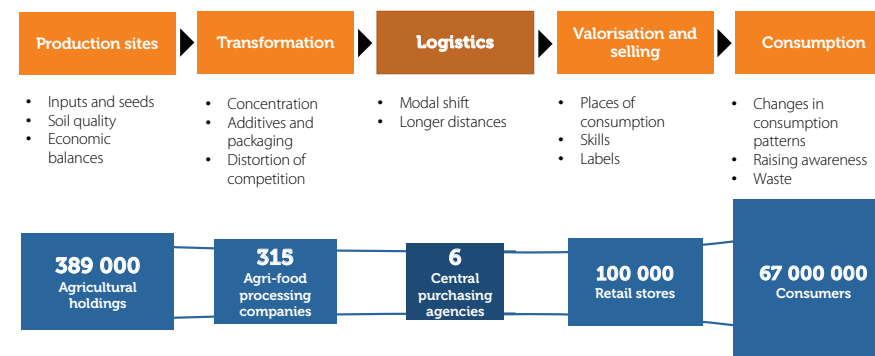 Production sites
Transformation
Logistics
Valorisation and
selling
Consumption
• Inputs and seeds
• Soil quality
• Economic
balances
• Concentration
• Additives and
packaging
• Distortion of
competition
• Modal shift
• Longer distances
• Places of
consumption
• Skills
• Labels
• Changes in
consumption
patterns
• Raising awareness
• Waste
389 000
Agricultural
holdings
315
Agri-food
processing
companies
6
Central
purchasing
agencies
100 000
Retail stores
67 000 000
Consumers